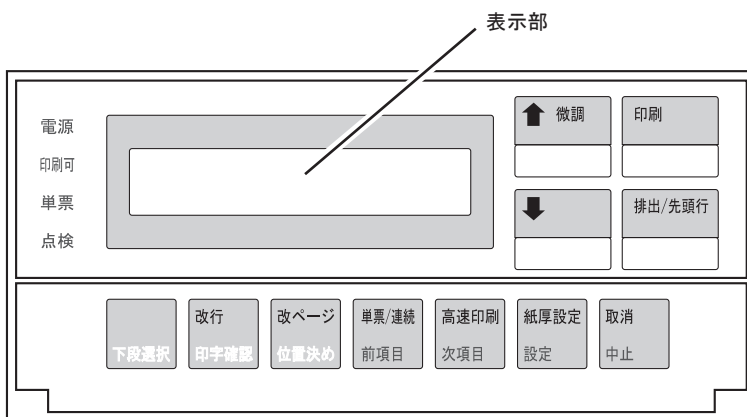 表示部
電源
印刷可
単票
点検
微調
印刷
排出/先頭行
下段選択
改行
印字確認
改ページ
位置決め
単票/連続
前項目
高速印刷
次項目
紙厚設定
設定
取消
中止